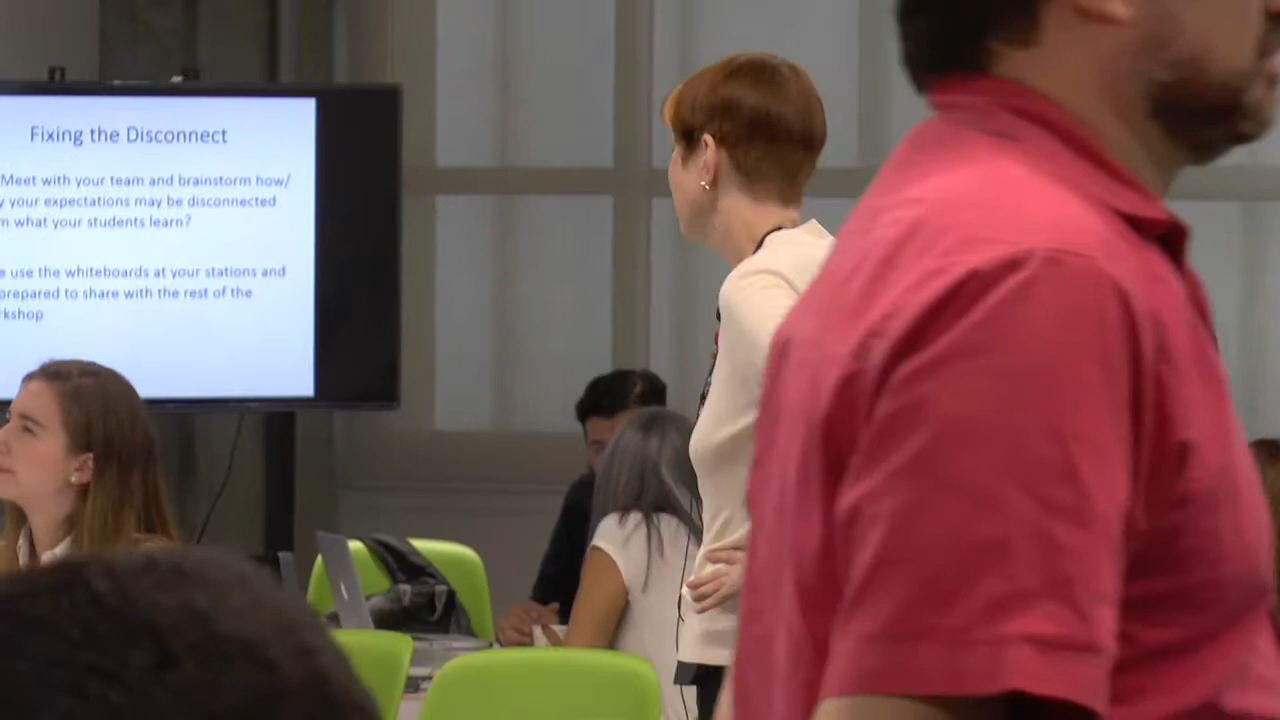 Fixing the Disconnect
Meet with your team and brainstorm how/
y your expectations may be disconnected
m what your students learn?
e use the whiteboards at your stations and
prepared to share with the rest of the
rkshop